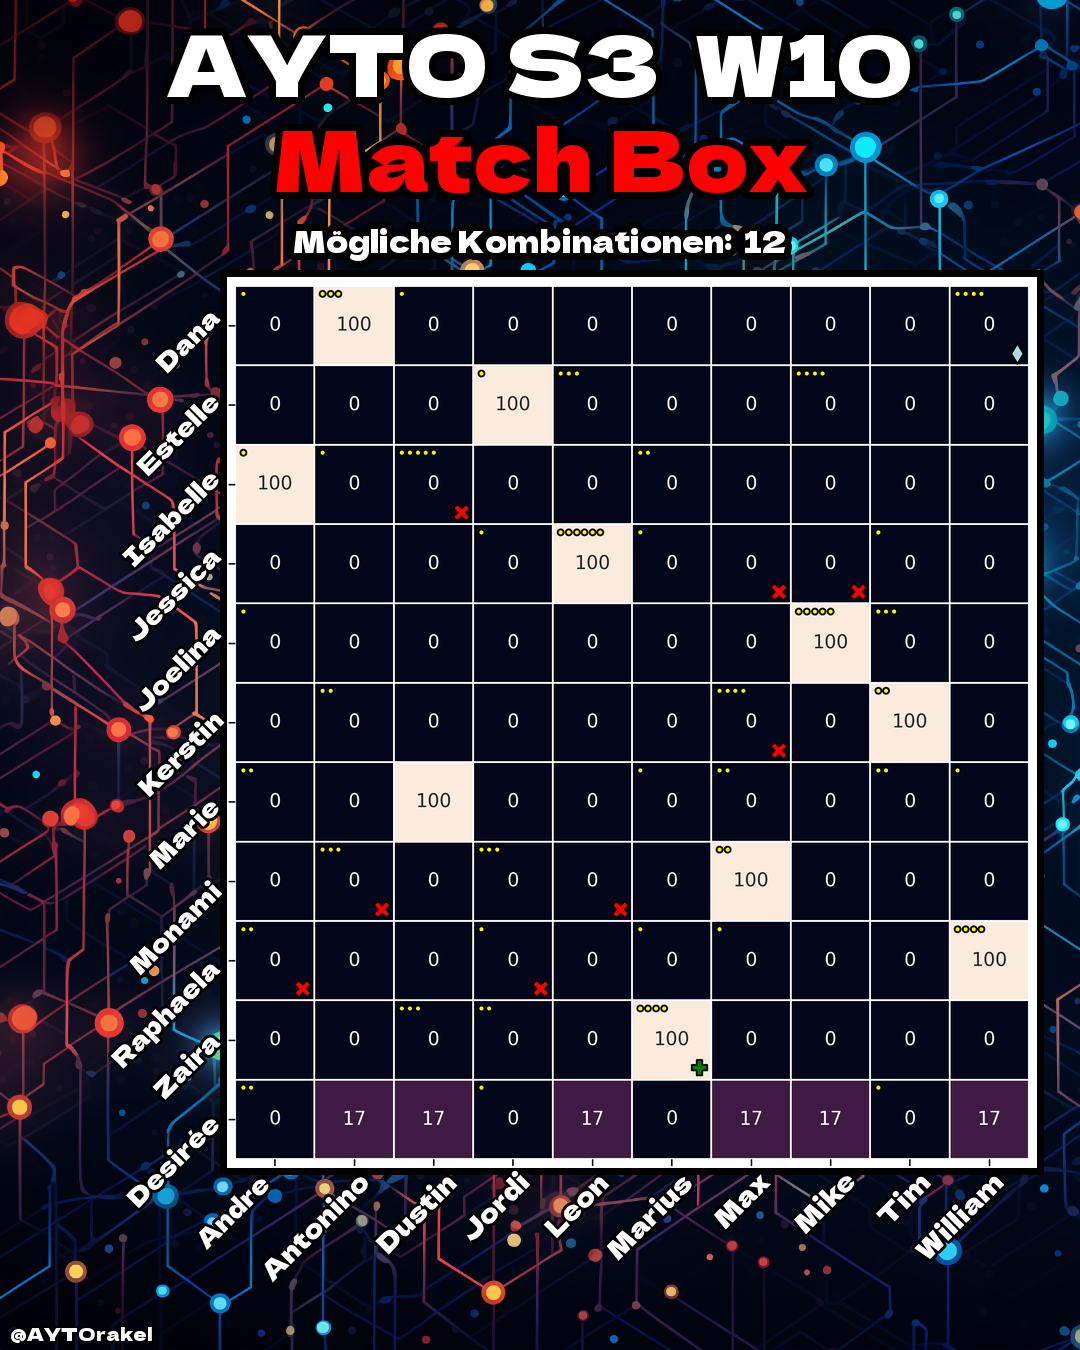 AYTO S3 W10
Match Box
Mögliche Kombinationen: 12
Dana 0 100 0 0 0 0 0 0 0 0
Estelle 0 0 0 100 0 0 0 0 0 0
Isabelle 100 0 0 0 0 0 0 0 0 0
Jessica 0 0 0 0 100 0 0 0 0 0
Joelina 0 0 0 0 0 0 0 100 0 0
Kerstin 0 0 0 0 0 0 0 0 100 0
Marie 0 0 100 0 0 0 0 0 0 0
Monami 0 0 0 0 0 0 100 0 0 0
Raphaela 0 0 0 0 0 0 0 0 0 100
Zaira 0 0 0 0 0 100 0 0 0 0
Desirée 0 17 17 0 17 0 17 17 0 17
Andre Antonino Dustin Jordi Leon Marius Max Mike Tim William
@AYTOrakel